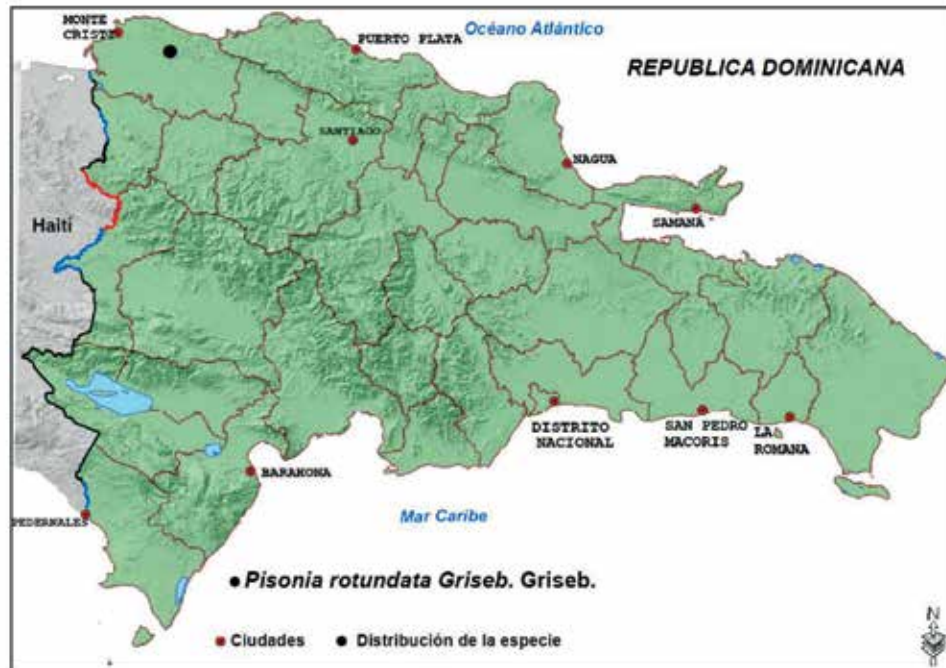 MONTE
CRISTI
PUERTO PLATA
Océano Atlántico
REPUBLICA DOMINICANA
SANTIAGO
NAGUA
SAMANÁ
Haití
DISTRITO
NACIONAL
SAN PEDRO
MACORIS
LA
ROMANA
BARAHONA
PEDERNALES
Mar Caribe
Pisonia rotundata Griseb. Griseb.
Ciudades
Distribución de la especie
N